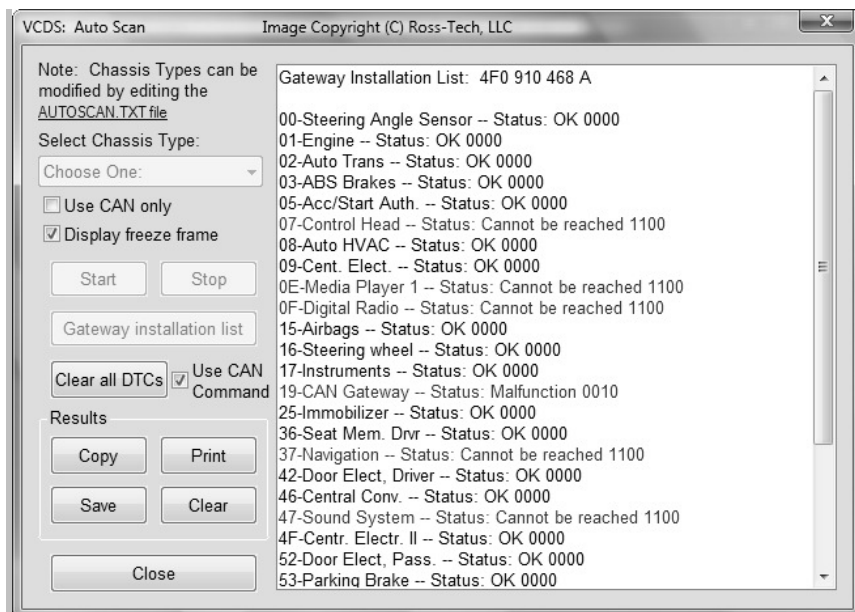 VCDS: Auto Scan
Image Copyright (C) Ross-Tech, LLC
x
Note: Chassis Types can be
modified by editing the
AUTOSCAN.TXT file
Select Chassis Type:
Choose One:
Use CAN only
Display freeze frame
Start
Stop
Gateway installation list
Clear all DTCs
Use CAN
Command
Results
Copy
Print
Save
Clear
Close
Gateway Installation List: 4F0 910 468 A
00-Steering Angle Sensor -- Status: OK 0000
01-Engine -- Status: OK 0000
02-Auto Trans -- Status: OK 0000
03-ABS Brakes -- Status: OK 0000
05-Acc/Start Auth. -- Status: OK 0000
07-Control Head -- Status: Cannot be reached 1100
08-Auto HVAC -- Status: OK 0000
09-Cent. Elect. -- Status: OK 0000
0E-Media Player 1 -- Status: Cannot be reached 1100
0F-Digital Radio -- Status: Cannot be reached 1100
15-Airbags -- Status: OK 0000
16-Steering wheel -- Status: OK 0000
17-Instruments -- Status: OK 0000
19-CAN Gateway -- Status: Malfunction 0010
25-Immobilizer -- Status: OK 0000
36-Seat Mem. Drvr -- Status: OK 0000
37-Navigation -- Status: Cannot be reached 1100
42-Door Elect, Driver -- Status: OK 0000
46-Central Conv. -- Status: OK 0000
47-Sound System -- Status: Cannot be reached 1100
4F-Centr. Electr. II -- Status: OK 0000
52-Door Elect, Pass. -- Status: OK 0000
53-Parking Brake -- Status: OK 0000